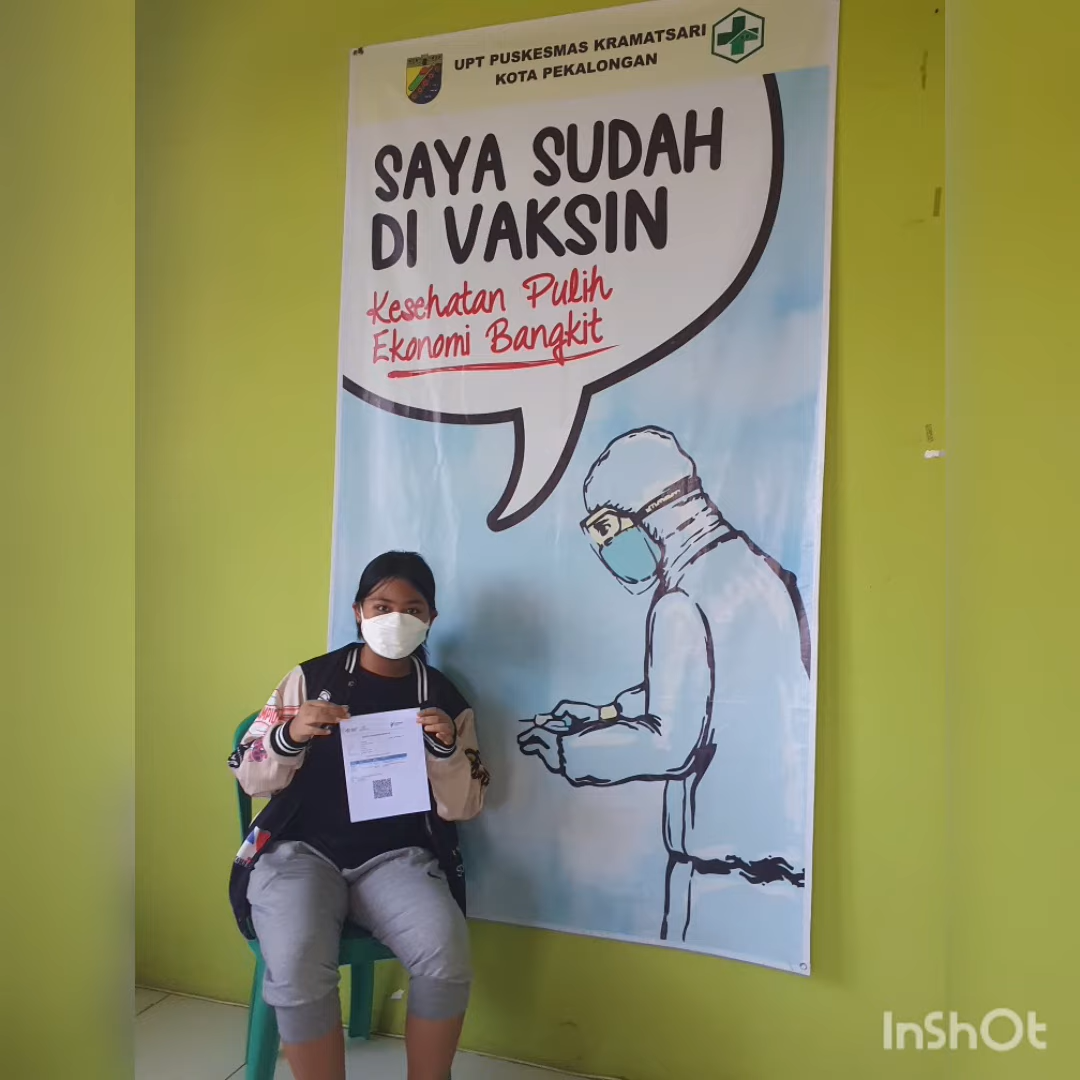 UPT PUSKESMAS KRAMATSARI
KOTA PEKALONGAN
SAYA SUDAH
DI VAKSIN
Kesehatan Pulih
Ekonomi Bangkit
InShOt